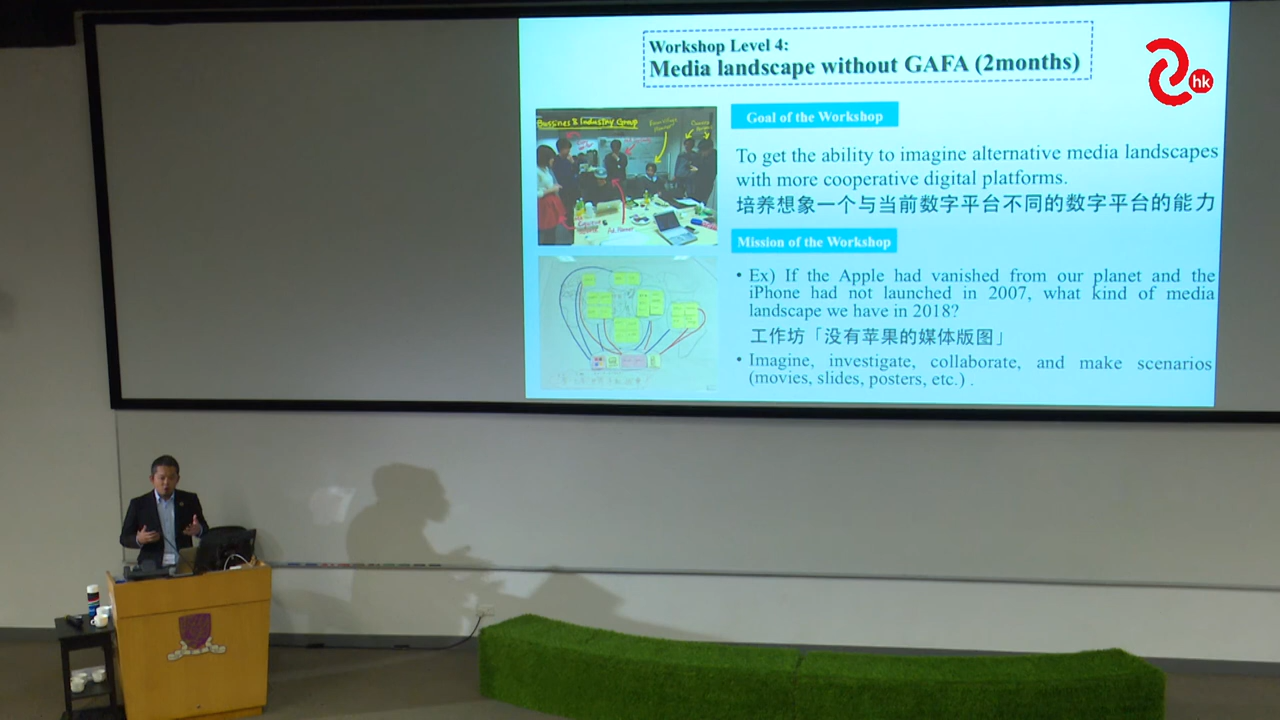 Workshop Level 4:
Media landscape without GAFA (2months)
hk
Bussines & Industry Group
Goal of the Workshop
To get the ability to imagine alternative media landscapes
with more cooperative digital platforms.
培养想象一个与当前数字平台不同的数字平台的能力
Mission of the Workshop
• Ex) If the Apple had vanished from our planet and the
iPhone had not launched in 2007, what kind of media
landscape we have in 2018?
工作坊「没有苹果的媒体版图」
• Imagine, investigate, collaborate, and make scenarios
(movies, slides, posters, etc.) .